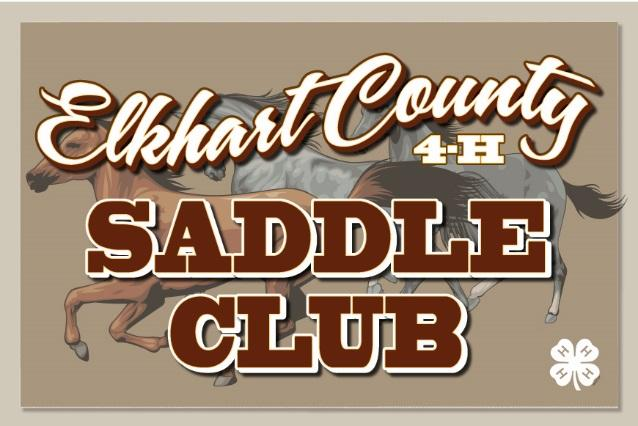 Elkhart County
4-H
SADDLE
CLUB
H H
H H